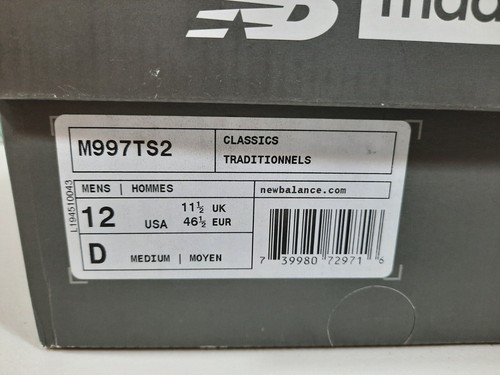 M997TS2
CLASSICS
TRADITIONNELS
MENS | HOMMES
newbalance.com
12 USA
11½ UK
46½ EUR
D MEDIUM | MOYEN
7 39980 72971 6
L194510043